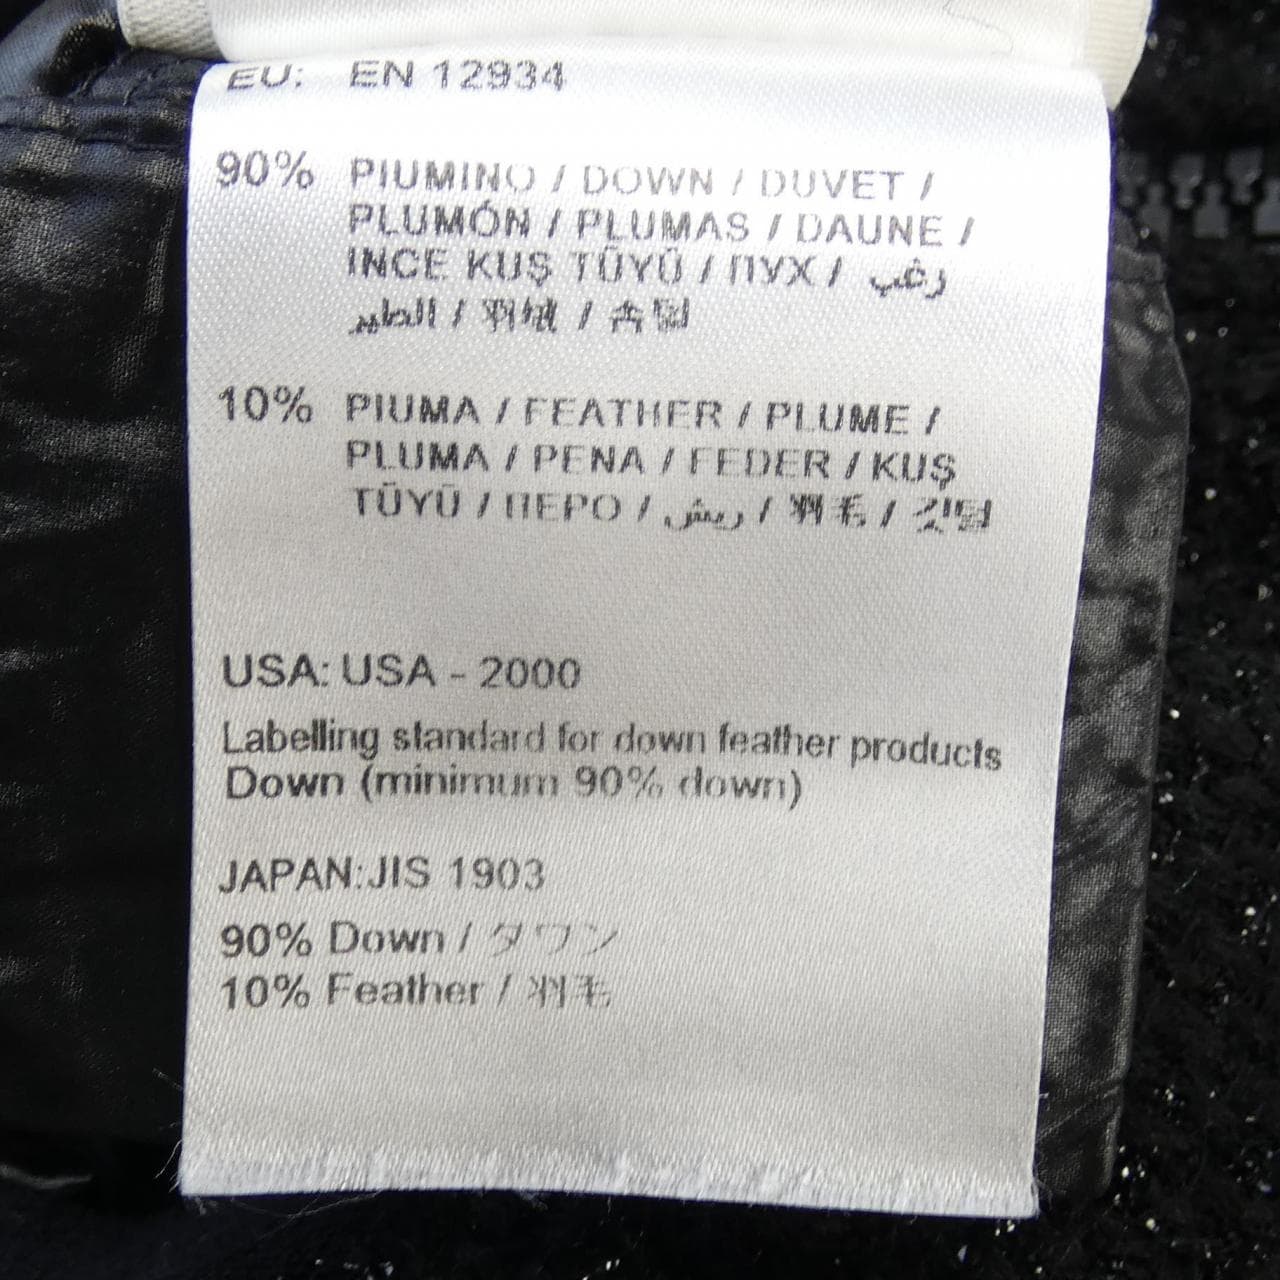 EU: EN 12934
90% PIUMINO / DOWN / DUVET /
PLUMÓN / PLUMAS / DAUNE /
INCE KUŞ TÜYÜ / ПУХ / زغب
الطير / 羽绒 / 솜털
10% PIUMA / FEATHER / PLUME /
PLUMA / PENA / FEDER / KUŞ
TÜYÜ / ПЕРО / ريش / 羽毛 / 깃털
USA: USA - 2000
Labelling standard for down feather products
Down (minimum 90% down)
JAPAN:JIS 1903
90% Down / ダウン
10% Feather / 羽毛